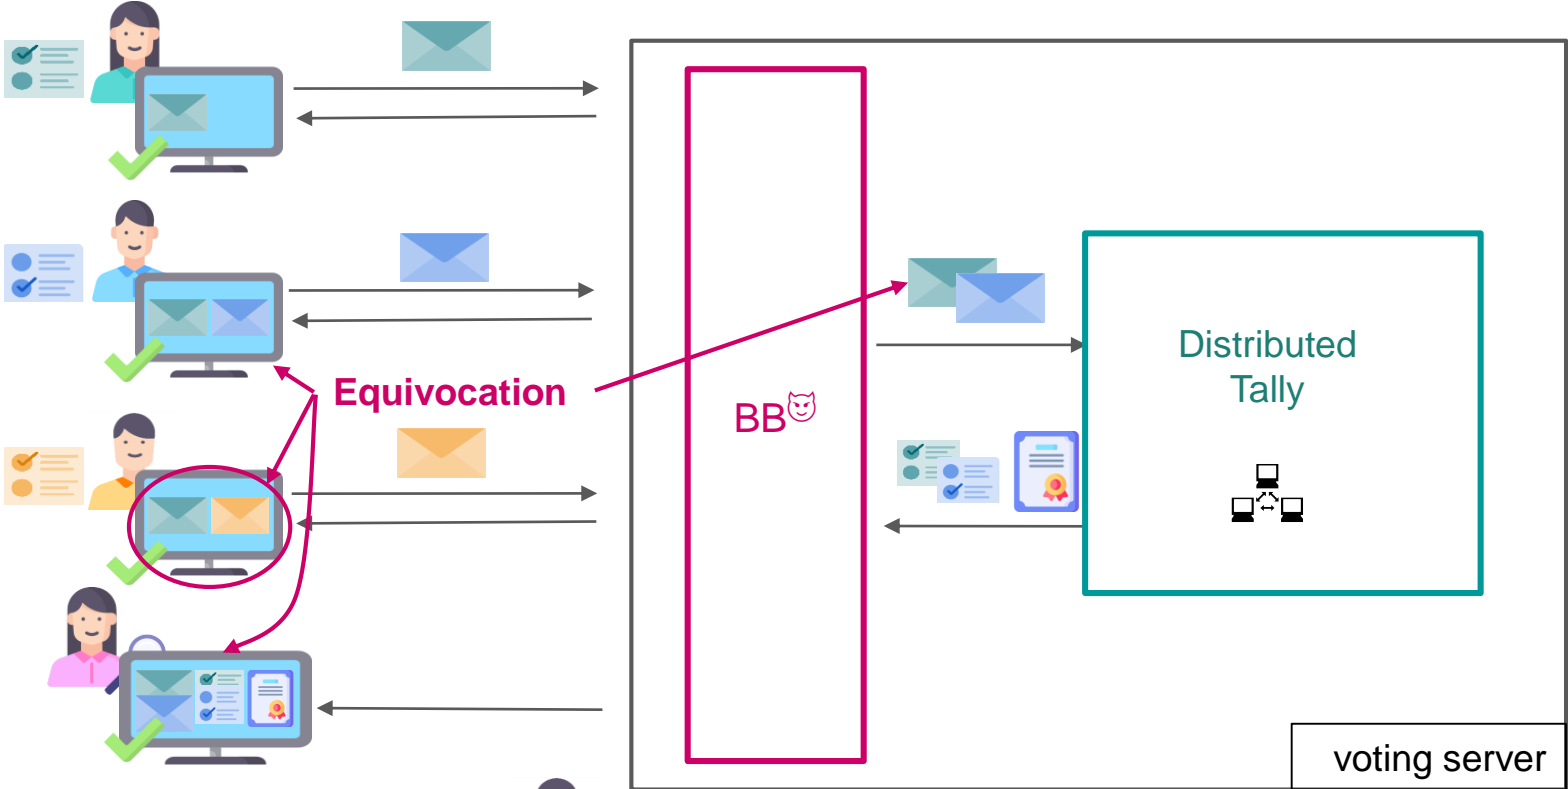 Equivocation
BB😈
Distributed
Tally
voting server